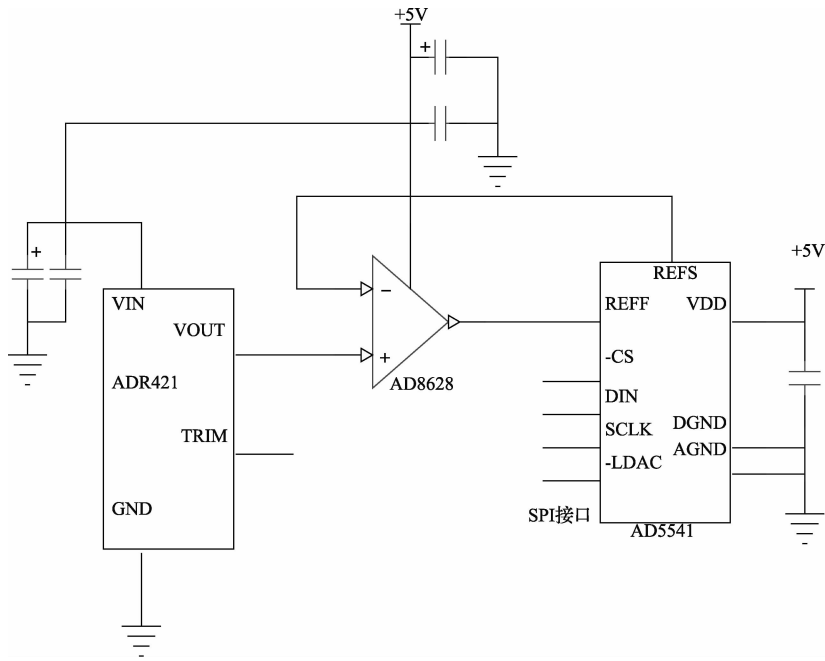 +5V
+
+
+5V
REFS
VIN
REFF
VDD
−
VOUT
-CS
+
ADR421
AD8628
DIN
DGND
SCLK
TRIM
AGND
-LDAC
GND
SPI接口
AD5541